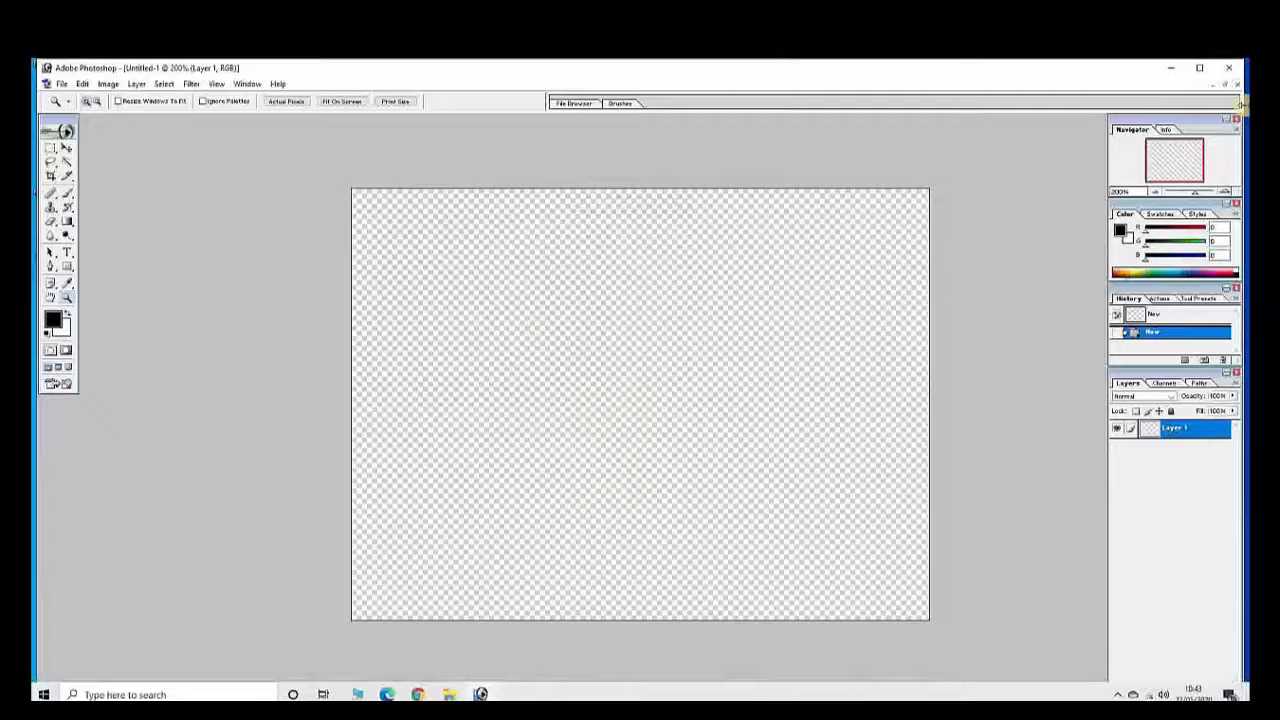 Adobe Photoshop - [Untitled-1 @ 200% (Layer 1, RGB)]
File Edit Image Layer Select Filter View Window Help
Resize Windows To Fit Ignore Palettes Actual Pixels Fit On Screen Print Size File Browser Brushes
Navigator Info
200%
Color Swatches Styles
R 0
G 0
B 0
History Actions Tool Presets
New
New
Layers Channels Paths
Normal Opacity: 100%
Lock: Fill: 100%
Layer 1
Type here to search
10:43